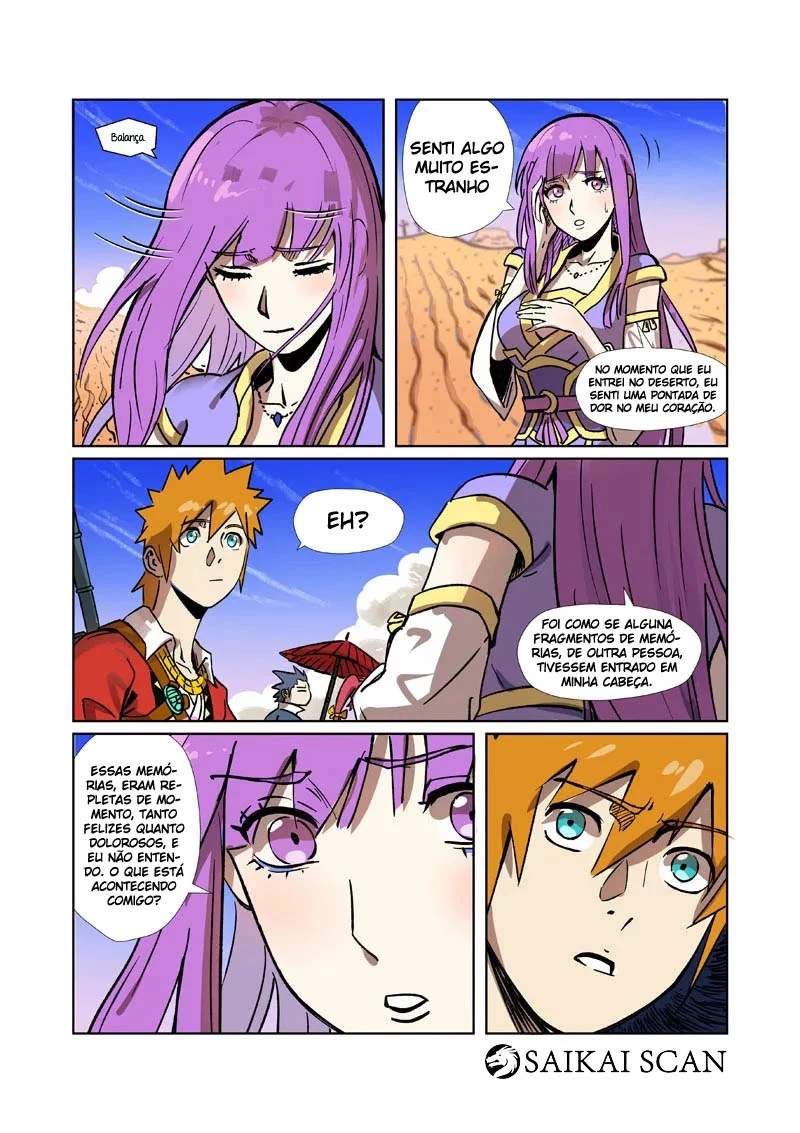 Balança
SENTI ALGO
MUITO ES-
TRANHO
NO MOMENTO QUE EU
ENTREI NO DESERTO, EU
SENTI UMA PONTADA DE
DOR NO MEU CORAÇÃO.
EH?
FOI COMO SE ALGUNA
FRAGMENTOS DE MEMÓ-
RIAS, DE OUTRA PESSOA,
TIVESSEM ENTRADO EM
MINHA CABEÇA.
ESSAS MEMÓ-
RIAS, ERAM RE-
PLETAS DE MO-
MENTO, TANTO
FELIZES QUANTO
DOLOROSOS, E
EU NÃO ENTEN-
DO. O QUE ESTÁ
ACONTECENDO
COMIGO?
SAIKAI SCAN